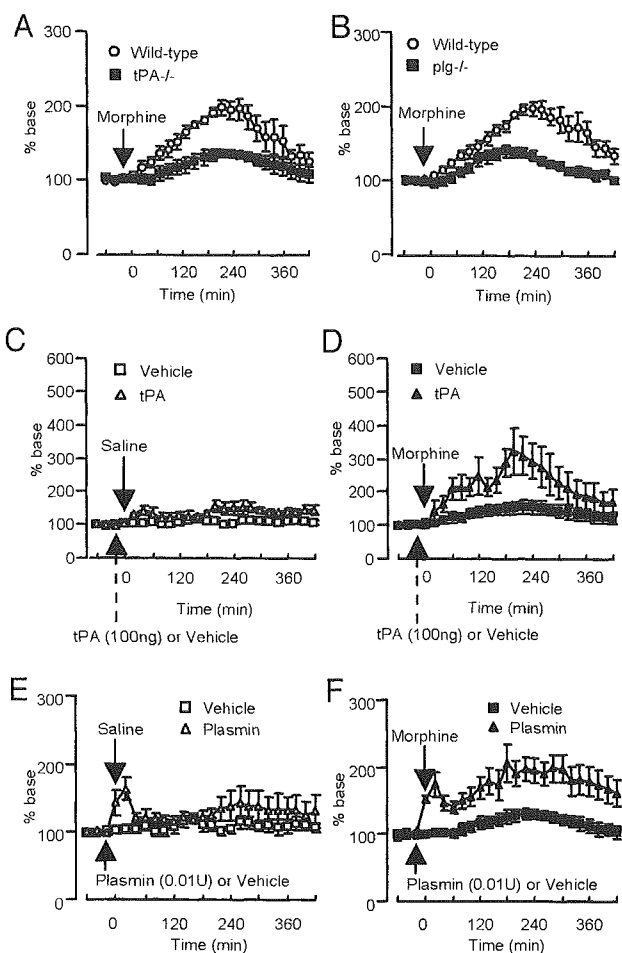 A
300
200
100
0
% base
Wild-type
tPA-/-
Morphine
0 120 240 360
Time (min)
B
300
200
100
0
% base
Wild-type
plg-/-
Morphine
0 120 240 360
Time (min)
C
600
500
400
300
200
100
0
% base
Vehicle
tPA
Saline
0 120 240 360
Time (min)
tPA (100ng) or Vehicle
D
600
500
400
300
200
100
0
% base
Vehicle
tPA
Morphine
0 120 240 360
Time (min)
tPA (100ng) or Vehicle
E
300
200
100
0
% base
Vehicle
Plasmin
Saline
Plasmin (0.01U) or Vehicle
0 120 240 360
Time (min)
F
300
200
100
0
% base
Vehicle
Plasmin
Morphine
Plasmin (0.01U) or Vehicle
0 120 240 360
Time (min)